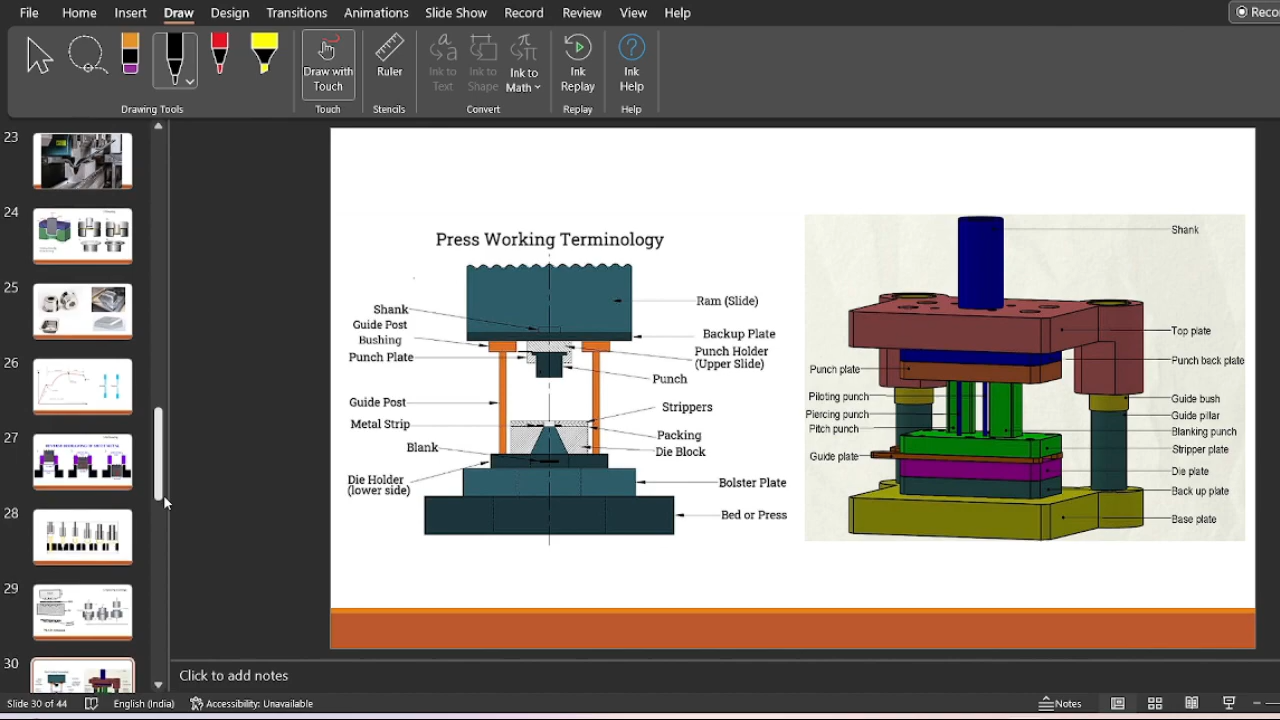 File Home Insert Draw Design Transitions Animations Slide Show Record Review View Help
Draw with Touch
Ruler
Ink to Text
Ink to Shape
Ink to Math
Ink Replay
Ink Help
Drawing Tools
Touch
Stencils
Convert
Replay
Help
23
24
25
26
27
28
29
30
Press Working Terminology
Shank
Guide Post
Bushing
Punch Plate
Guide Post
Metal Strip
Blank
Die Holder
(lower side)
Ram (Slide)
Backup Plate
Punch Holder
(Upper Slide)
Punch
Strippers
Packing
Die Block
Bolster Plate
Bed or Press
Shank
Top plate
Punch back plate
Punch plate
Piloting punch
Piercing punch
Pitch punch
Guide plate
Guide bush
Guide pillar
Blanking punch
Stripper plate
Die plate
Back up plate
Base plate
Click to add notes
Slide 30 of 44
English (India)
Accessibility: Unavailable
Notes